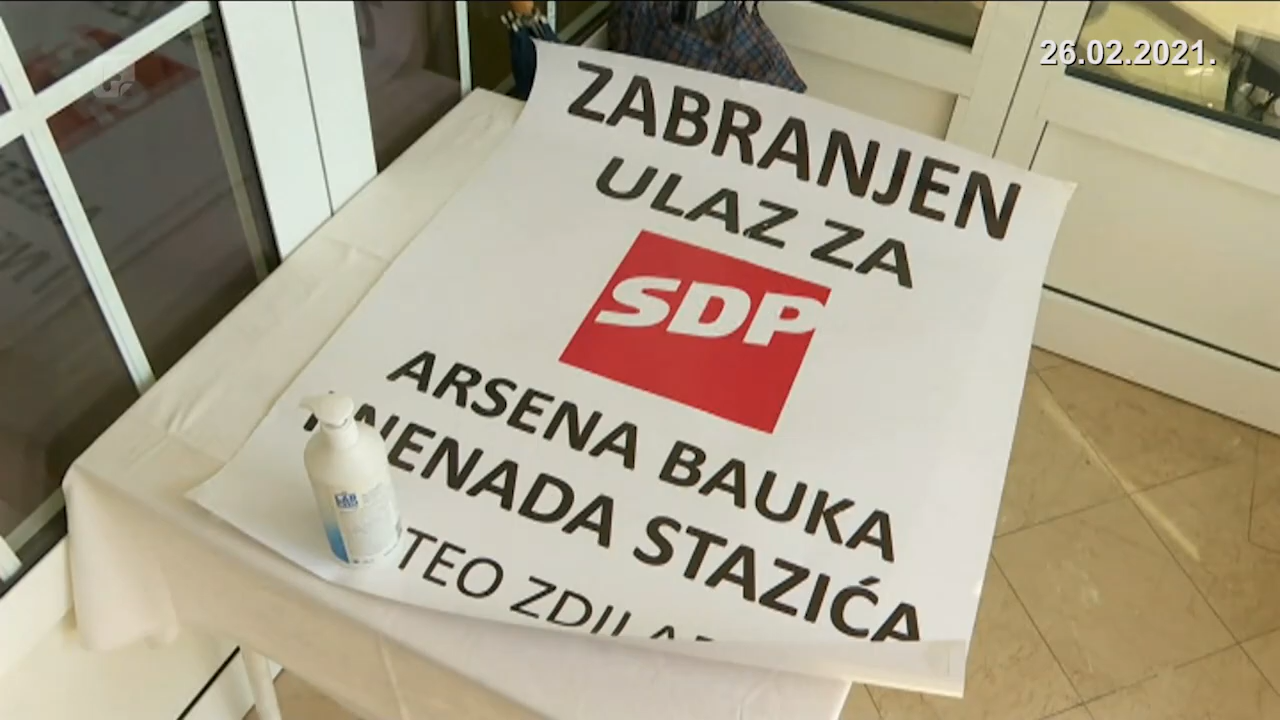 26.02.2021.
ZABRANJEN
ULAZ ZA
SDP
ARSENA BAUKA
I NENADA STAZIĆA
TEO